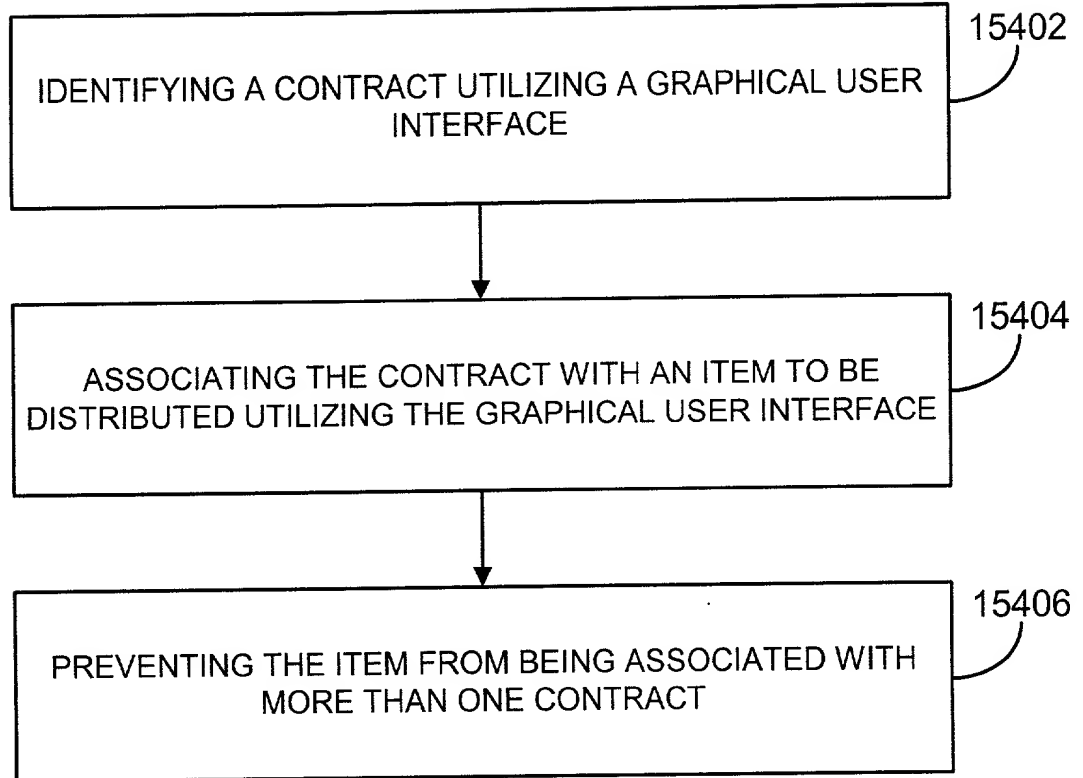 15402
IDENTIFYING A CONTRACT UTILIZING A GRAPHICAL USER
INTERFACE
15404
ASSOCIATING THE CONTRACT WITH AN ITEM TO BE
DISTRIBUTED UTILIZING THE GRAPHICAL USER INTERFACE
15406
PREVENTING THE ITEM FROM BEING ASSOCIATED WITH
MORE THAN ONE CONTRACT